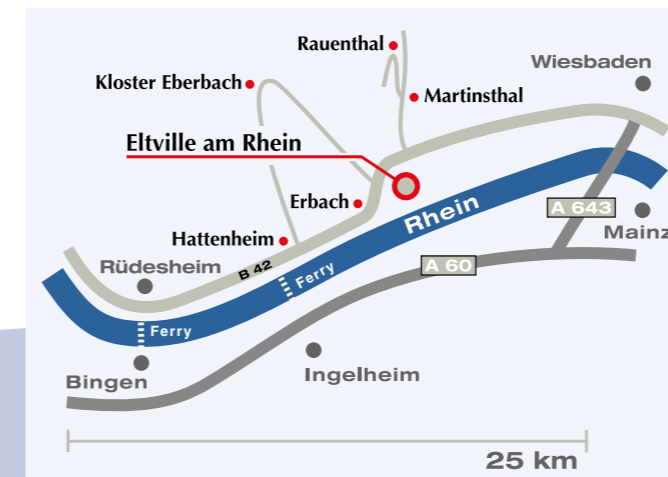 Rauenthal
Wiesbaden
Kloster Eberbach
Martinsthal
Eltville am Rhein
Erbach
Rhein
A 643
Mainz
Hattenheim
B 42
Rüdesheim
A 60
Ferry
Ferry
Bingen
Ingelheim
25 km